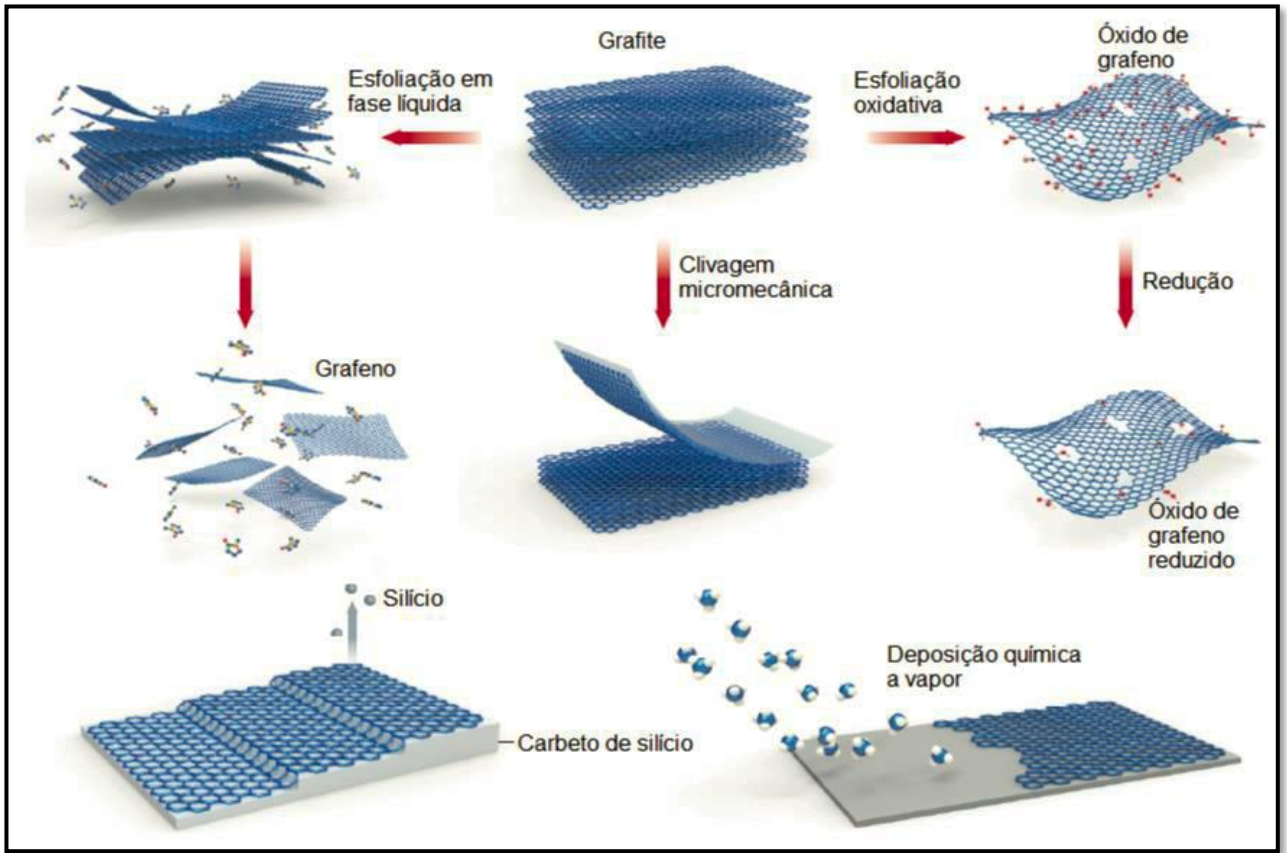 Grafite
Óxido de
grafeno
Esfoliação em
fase líquida
Esfoliação
oxidativa
Clivagem
micromecânica
Redução
Grafeno
Óxido de
grafeno
reduzido
Silício
Deposição química
a vapor
Carbeto de silício